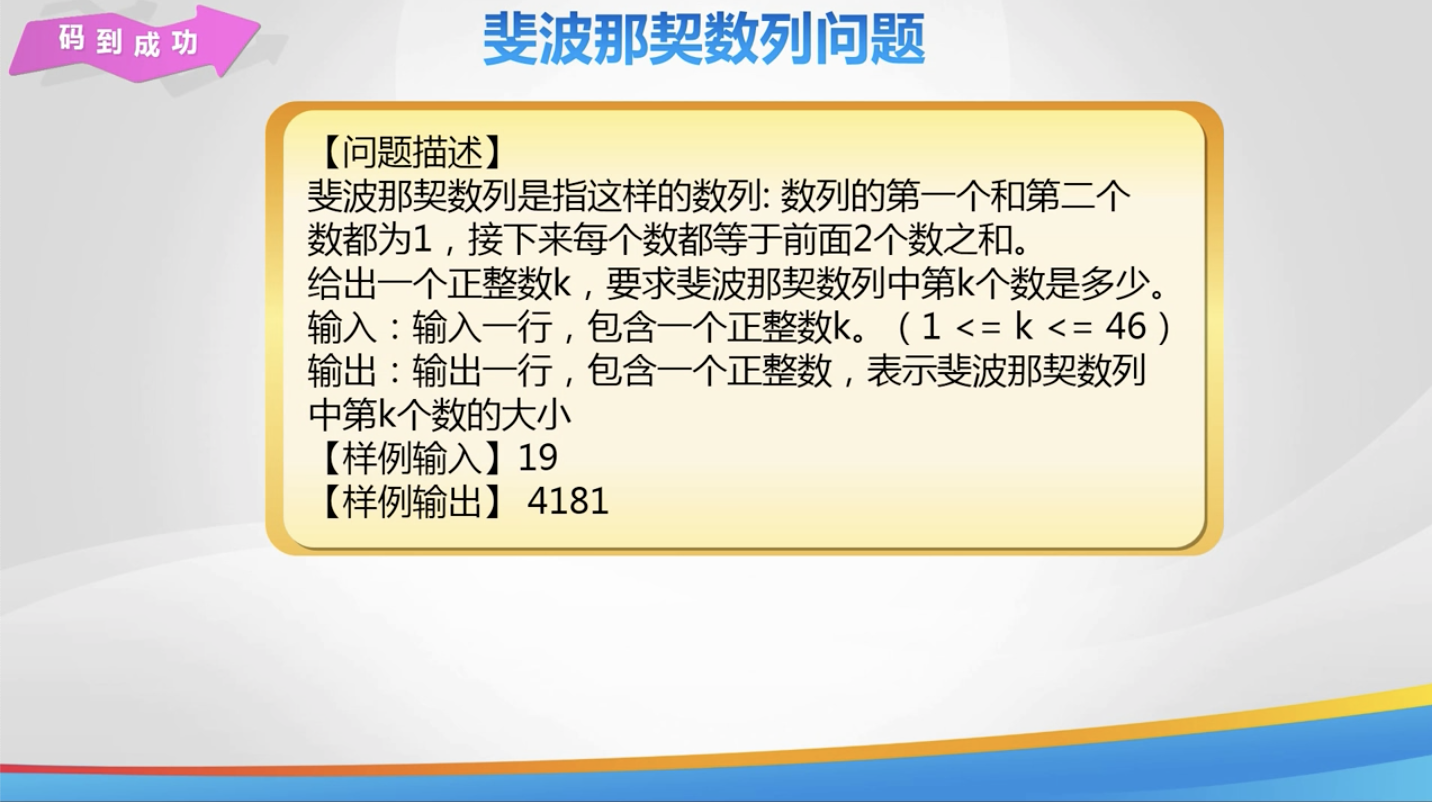 码到成功
斐波那契数列问题
【问题描述】
斐波那契数列是指这样的数列: 数列的第一个和第二个
数都为1，接下来每个数都等于前面2个数之和。
给出一个正整数k，要求斐波那契数列中第k个数是多少。
输入：输入一行，包含一个正整数k。（1 <= k <= 46）
输出：输出一行，包含一个正整数，表示斐波那契数列
中第k个数的大小
【样例输入】19
【样例输出】 4181